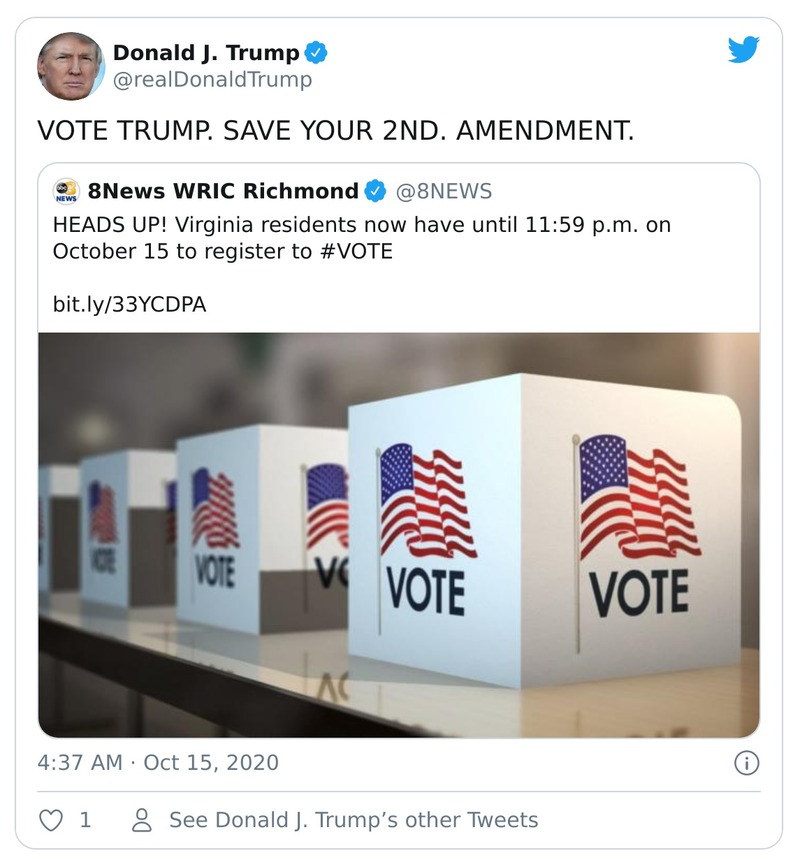 Donald J. Trump
@realDonaldTrump
VOTE TRUMP. SAVE YOUR 2ND. AMENDMENT.
abc 8
NEWS
8News WRIC Richmond @8NEWS
HEADS UP! Virginia residents now have until 11:59 p.m. on
October 15 to register to #VOTE
bit.ly/33YCDPA
VOTE
VOTE
VO
VOTE
VOTE
4:37 AM · Oct 15, 2020
1
See Donald J. Trump’s other Tweets